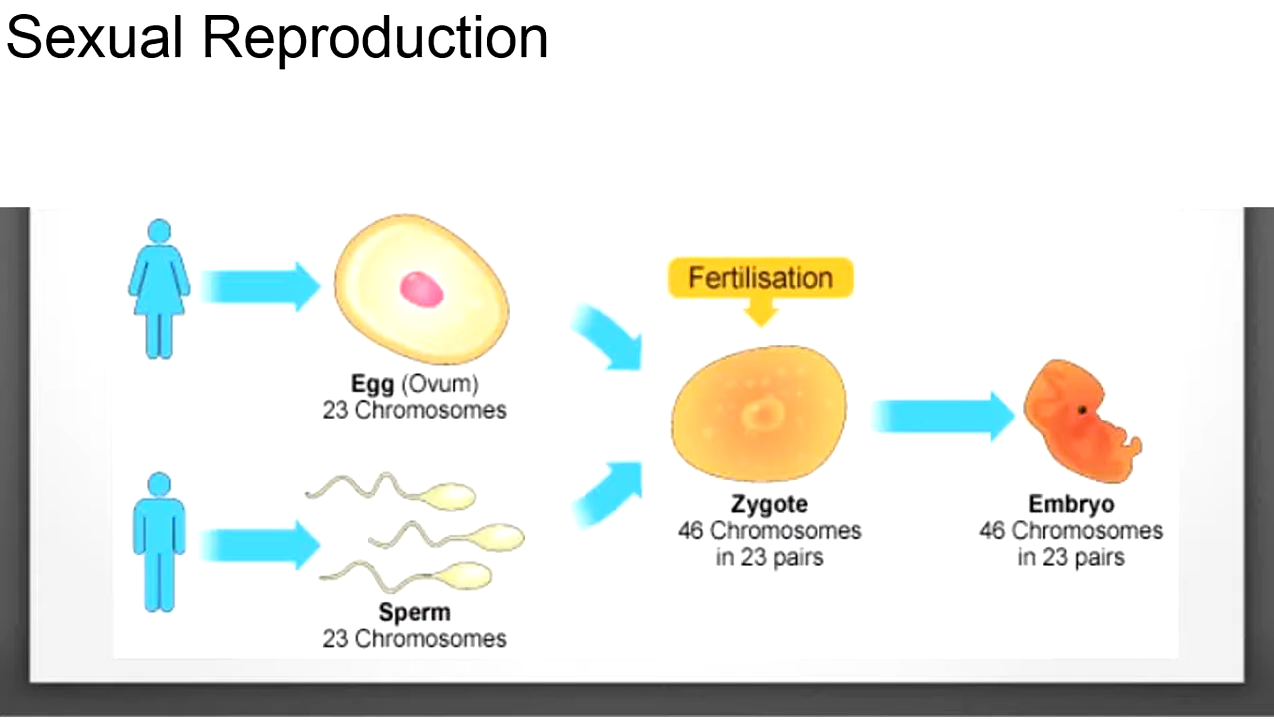 Sexual Reproduction
Egg (Ovum)
23 Chromosomes
Sperm
23 Chromosomes
Fertilisation
Zygote
46 Chromosomes
in 23 pairs
Embryo
46 Chromosomes
in 23 pairs